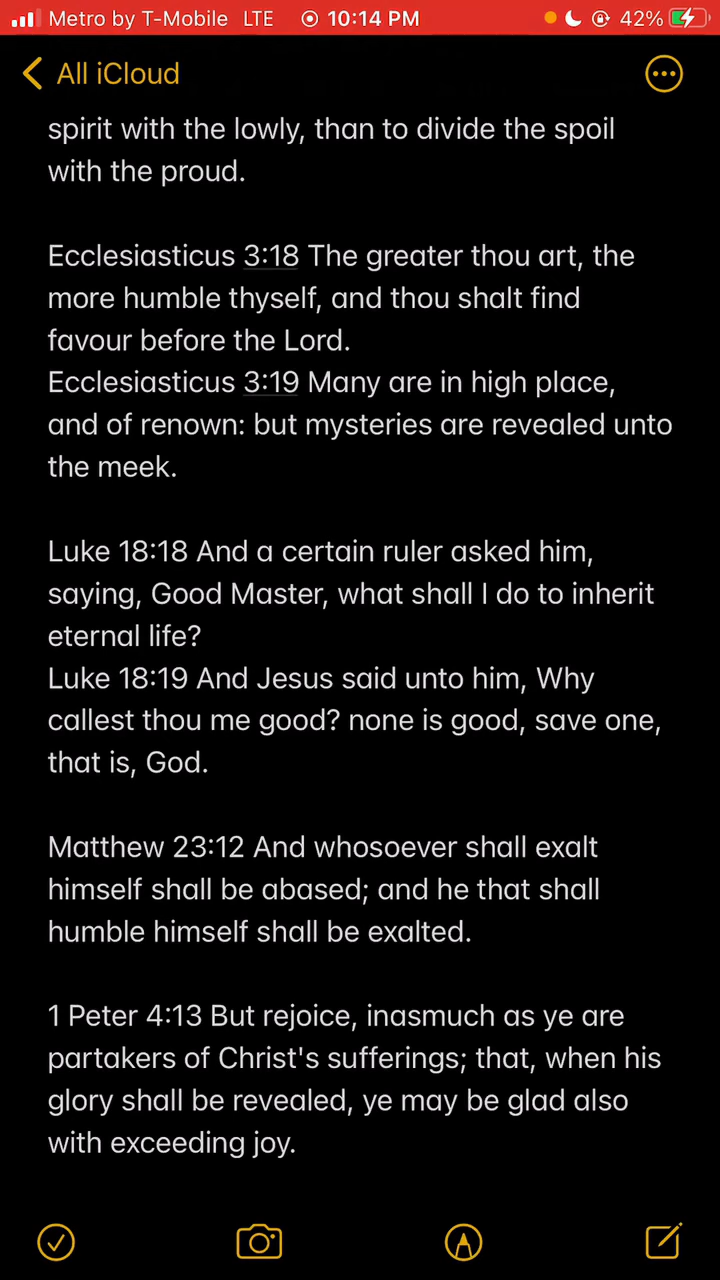 Metro by T-Mobile LTE 10:14 PM 42%
All iCloud
spirit with the lowly, than to divide the spoil
with the proud.
Ecclesiasticus 3:18 The greater thou art, the
more humble thyself, and thou shalt find
favour before the Lord.
Ecclesiasticus 3:19 Many are in high place,
and of renown: but mysteries are revealed unto
the meek.
Luke 18:18 And a certain ruler asked him,
saying, Good Master, what shall I do to inherit
eternal life?
Luke 18:19 And Jesus said unto him, Why
callest thou me good? none is good, save one,
that is, God.
Matthew 23:12 And whosoever shall exalt
himself shall be abased; and he that shall
humble himself shall be exalted.
1 Peter 4:13 But rejoice, inasmuch as ye are
partakers of Christ's sufferings; that, when his
glory shall be revealed, ye may be glad also
with exceeding joy.